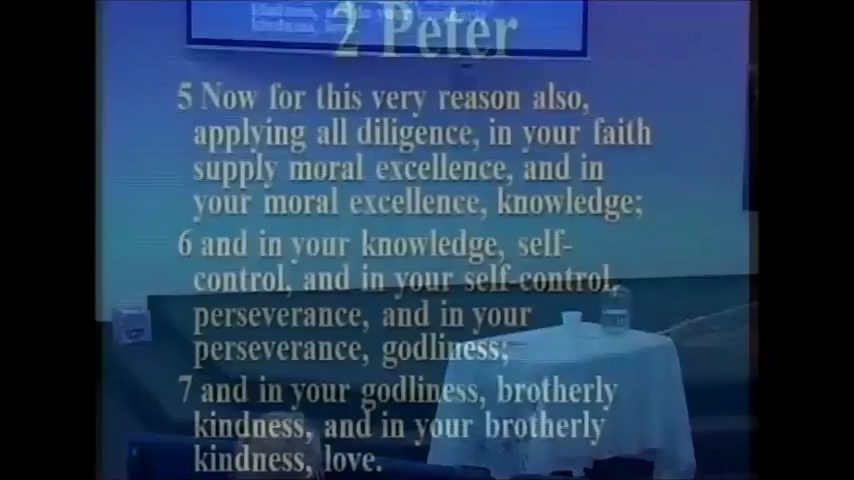 2 Peter
5 Now for this very reason also,
applying all diligence, in your faith
supply moral excellence, and in
your moral excellence, knowledge;
6 and in your knowledge, self-
control, and in your self-control,
perseverance, and in your
perseverance, godliness;
7 and in your godliness, brotherly
kindness, and in your brotherly
kindness, love.